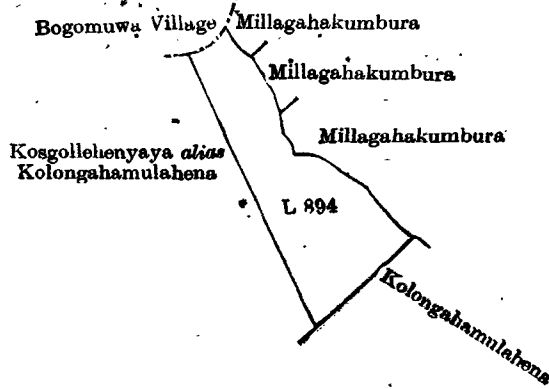 Bogomuwa Village
Millagahakumbura
Millagahakumbura
Millagahakumbura
Kosgollehenyaya alias
Kolongahamulahena
L 894
Kolongahamulahena